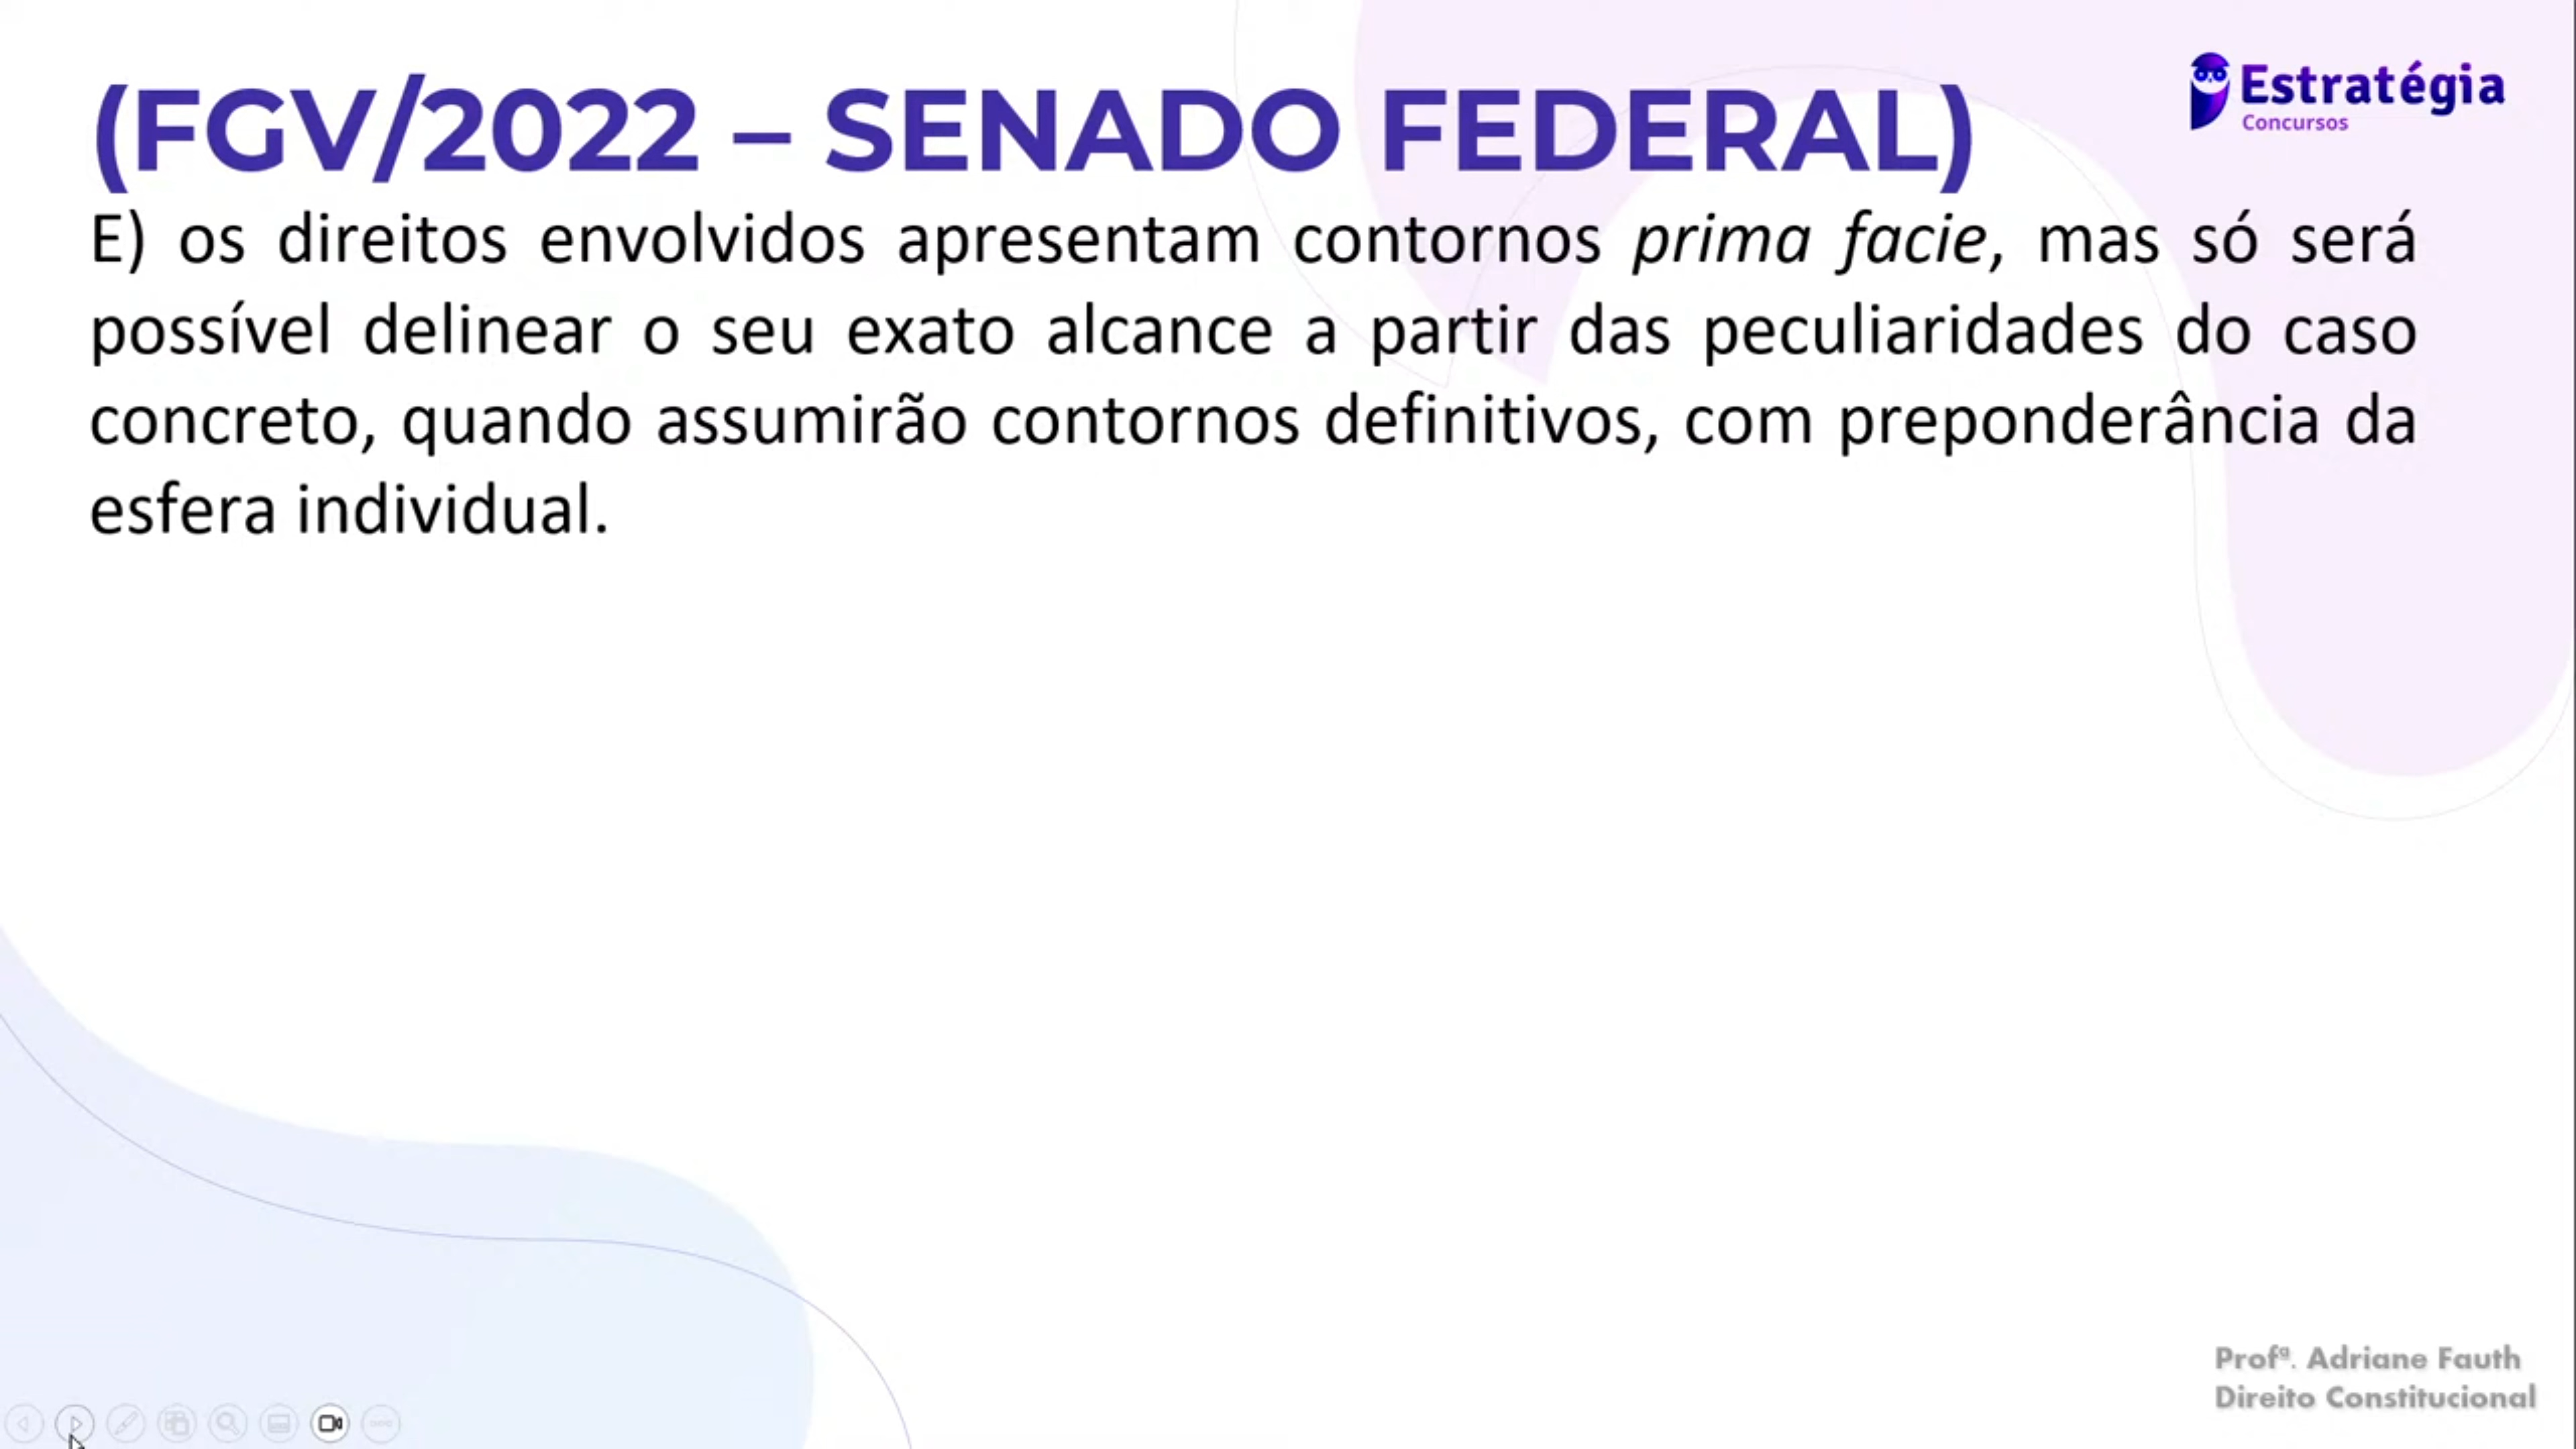 (FGV/2022 – SENADO FEDERAL)
Estratégia
Concursos
E) os direitos envolvidos apresentam contornos prima facie, mas só será
possível delinear o seu exato alcance a partir das peculiaridades do caso
concreto, quando assumirão contornos definitivos, com preponderância da
esfera individual.
Profª. Adriane Fauth
Direito Constitucional